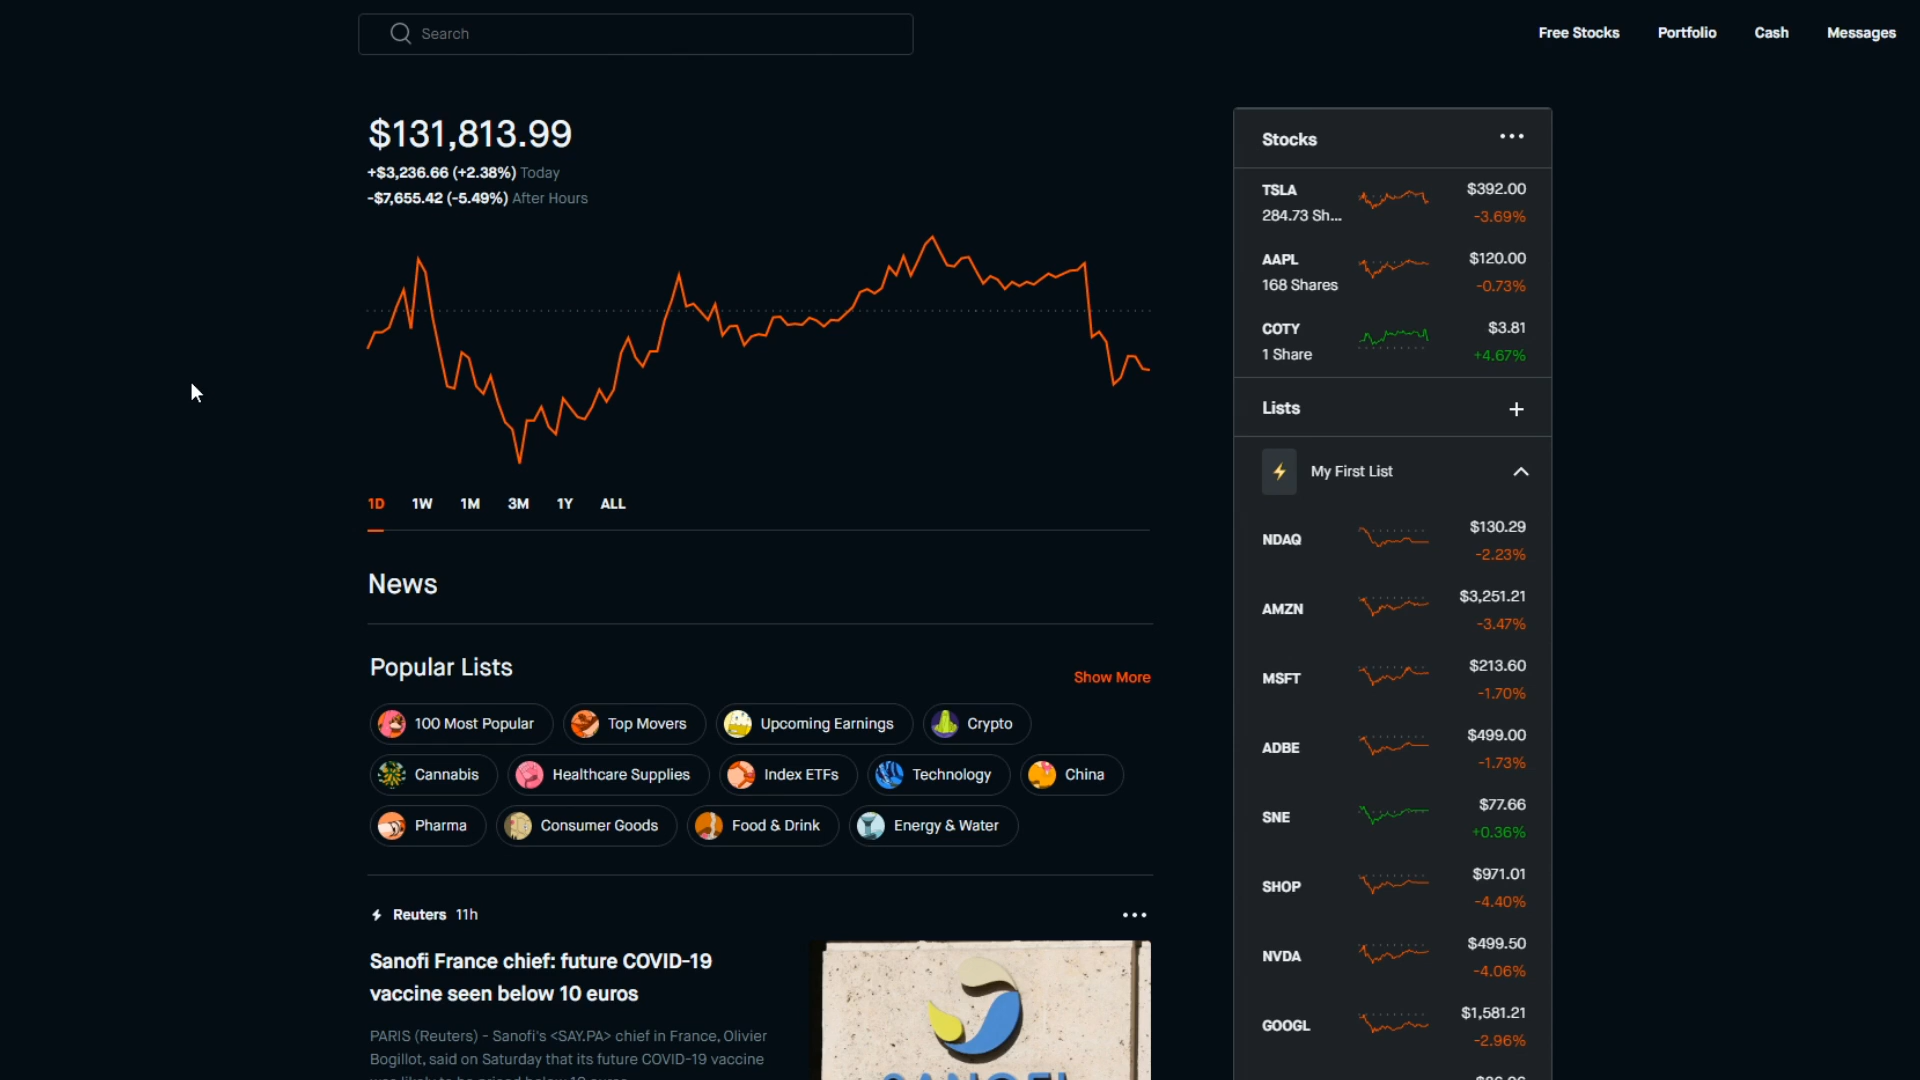 Search
Free Stocks
Portfolio
Cash
Messages
$131,813.99
+$3,236.66 (+2.38%) Today
-$7,655.42 (-5.49%) After Hours
1D
1W
1M
3M
1Y
ALL
News
Popular Lists
Show More
100 Most Popular
Top Movers
Upcoming Earnings
Crypto
Cannabis
Healthcare Supplies
Index ETFs
Technology
China
Pharma
Consumer Goods
Food & Drink
Energy & Water
Reuters 11h
Sanofi France chief: future COVID-19
vaccine seen below 10 euros
PARIS (Reuters) - Sanofi's <SAY.PA> chief in France, Olivier
Bogillot, said on Saturday that its future COVID-19 vaccine
SANOFI
Stocks
TSLA
284.73 Sh...
$392.00
-3.69%
AAPL
168 Shares
$120.00
-0.73%
COTY
1 Share
$3.81
+4.67%
Lists
My First List
NDAQ
$130.29
-2.23%
AMZN
$3,251.21
-3.47%
MSFT
$213.60
-1.70%
ADBE
$499.00
-1.73%
SNE
$77.66
+0.36%
SHOP
$971.01
-4.40%
NVDA
$499.50
-4.06%
GOOGL
$1,581.21
-2.96%